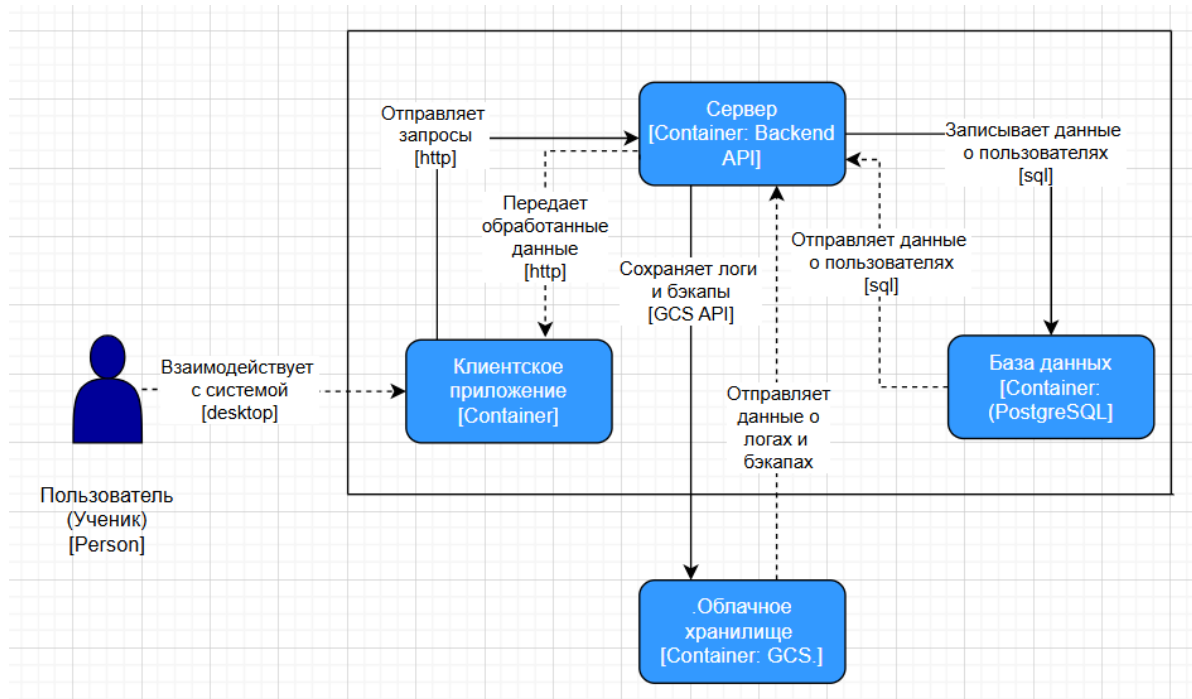 Отправляет
запросы
[http]
Сервер
[Container: Backend
API]
Записывает данные
о пользователях
[sql]
Передает
обработанные
данные
[http]
Сохраняет логи
и бэкапы
[GCS API]
Отправляет данные
о пользователях
[sql]
Взаимодействует
с системой
[desktop]
Клиентское
приложение
[Container]
Отправляет
данные о
логах и
бэкапах
База данных
[Container:
(PostgreSQL]
Пользователь
(Ученик)
[Person]
.Облачное
хранилище
[Container: GCS.]